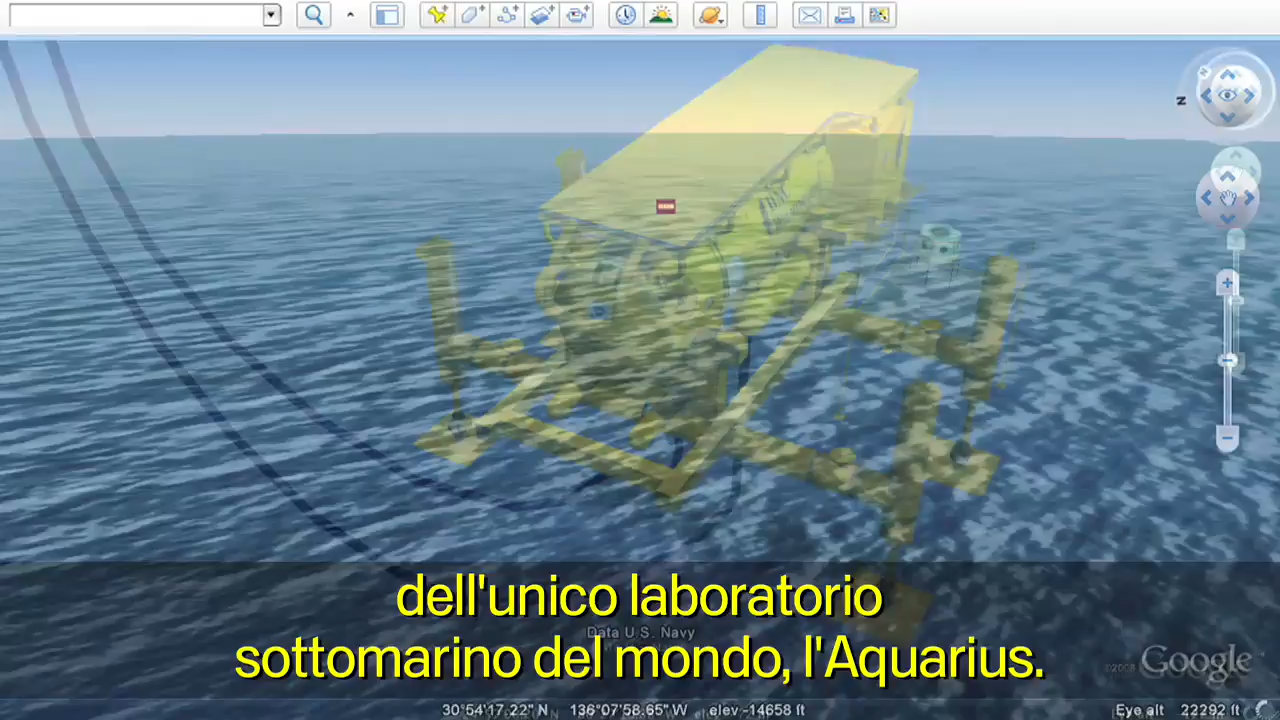 dell'unico laboratorio
Data U.S. Navy
sottomarino del mondo, l'Aquarius.
Google
30°54'17.22" N 136°07'58.65" W elev -14658 ft Eye alt 22292 ft